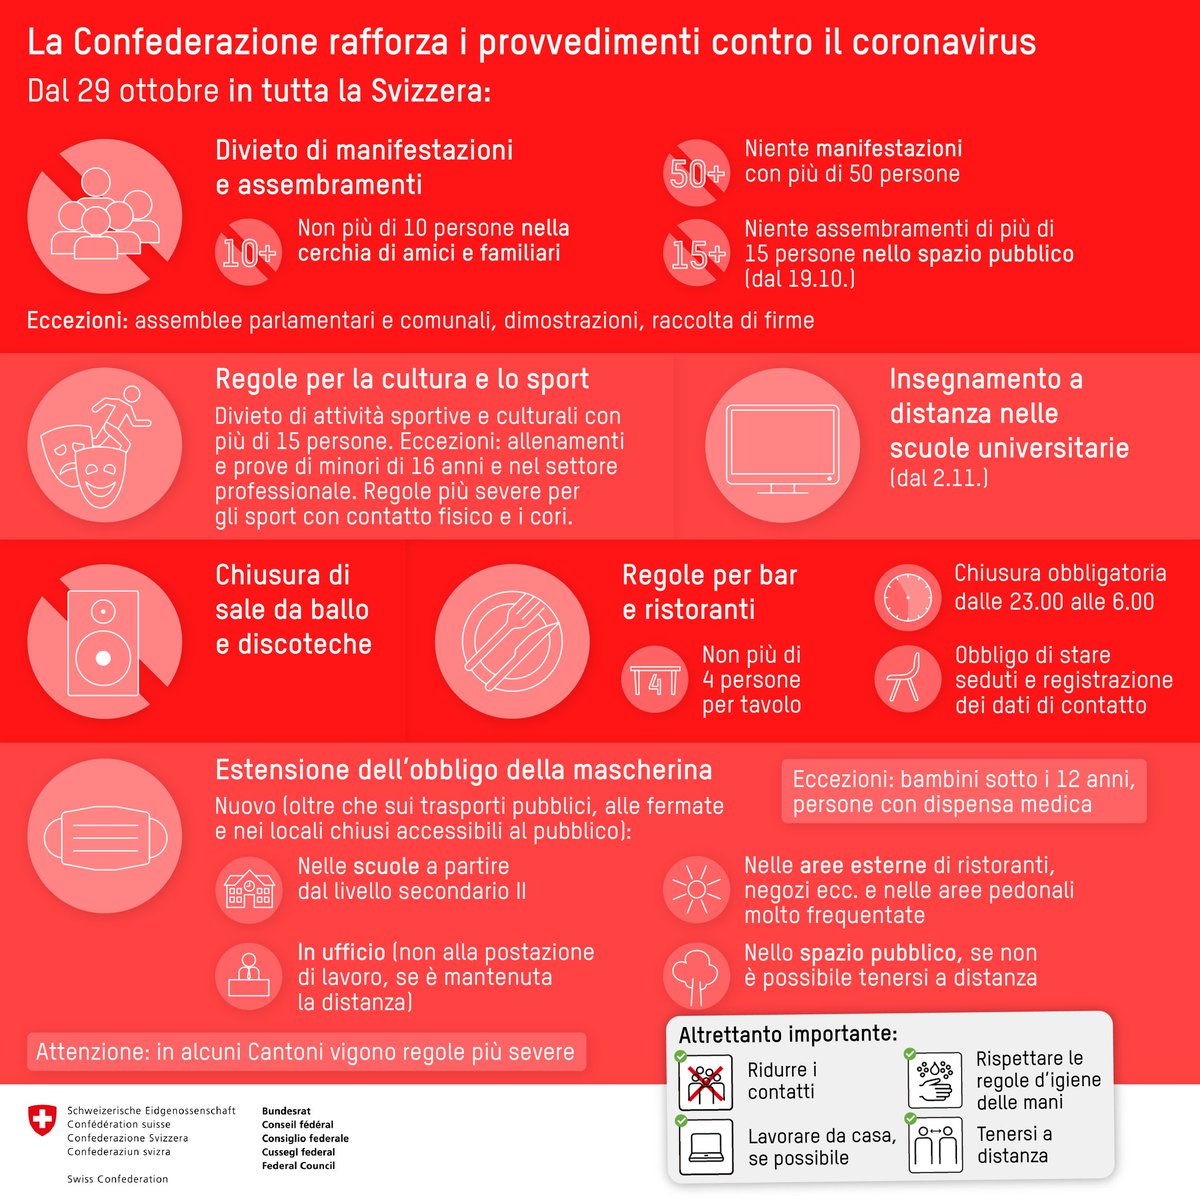 La Confederazione rafforza i provvedimenti contro il coronavirus
Dal 29 ottobre in tutta la Svizzera:
Divieto di manifestazioni
e assembramenti
10+
Non più di 10 persone nella
cerchia di amici e familiari
50+
Niente manifestazioni
con più di 50 persone
15+
Niente assembramenti di più di
15 persone nello spazio pubblico
(dal 19.10.)
Eccezioni: assemblee parlamentari e comunali, dimostrazioni, raccolta di firme
Regole per la cultura e lo sport
Divieto di attività sportive e culturali con
più di 15 persone. Eccezioni: allenamenti
e prove di minori di 16 anni e nel settore
professionale. Regole più severe per
gli sport con contatto fisico e i cori.
Insegnamento a
distanza nelle
scuole universitarie
(dal 2.11.)
Chiusura di
sale da ballo
e discoteche
Regole per bar
e ristoranti
4
Non più di
4 persone
per tavolo
Chiusura obbligatoria
dalle 23.00 alle 6.00
Obbligo di stare
seduti e registrazione
dei dati di contatto
Estensione dell'obbligo della mascherina
Nuovo (oltre che sui trasporti pubblici, alle fermate
e nei locali chiusi accessibili al pubblico):
Eccezioni: bambini sotto i 12 anni,
persone con dispensa medica
Nelle scuole a partire
dal livello secondario II
In ufficio (non alla postazione
di lavoro, se è mantenuta
la distanza)
Nelle aree esterne di ristoranti,
negozi ecc. e nelle aree pedonali
molto frequentate
Nello spazio pubblico, se non
è possibile tenersi a distanza
Attenzione: in alcuni Cantoni vigono regole più severe
Altrettanto importante:
Ridurre i
contatti
Rispettare le
regole d'igiene
delle mani
Lavorare da casa,
se possibile
Tenersi a
distanza
Schweizerische Eidgenossenschaft
Confédération suisse
Confederazione Svizzera
Confederaziun svizra
Swiss Confederation
Bundesrat
Conseil fédéral
Consiglio federale
Cussegl federal
Federal Council